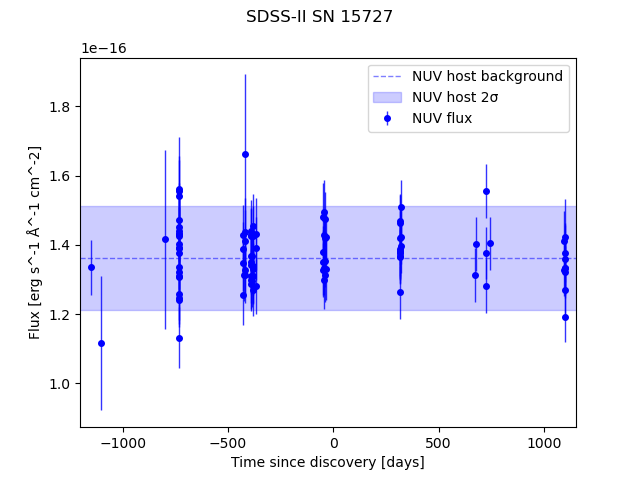 SDSS-II SN 15727
1e−16
NUV host background
NUV host 2σ
NUV flux
1.8
1.6
1.4
1.2
1.0
Flux [erg s^-1 Å^-1 cm^-2]
−1000
−500
0
500
1000
Time since discovery [days]